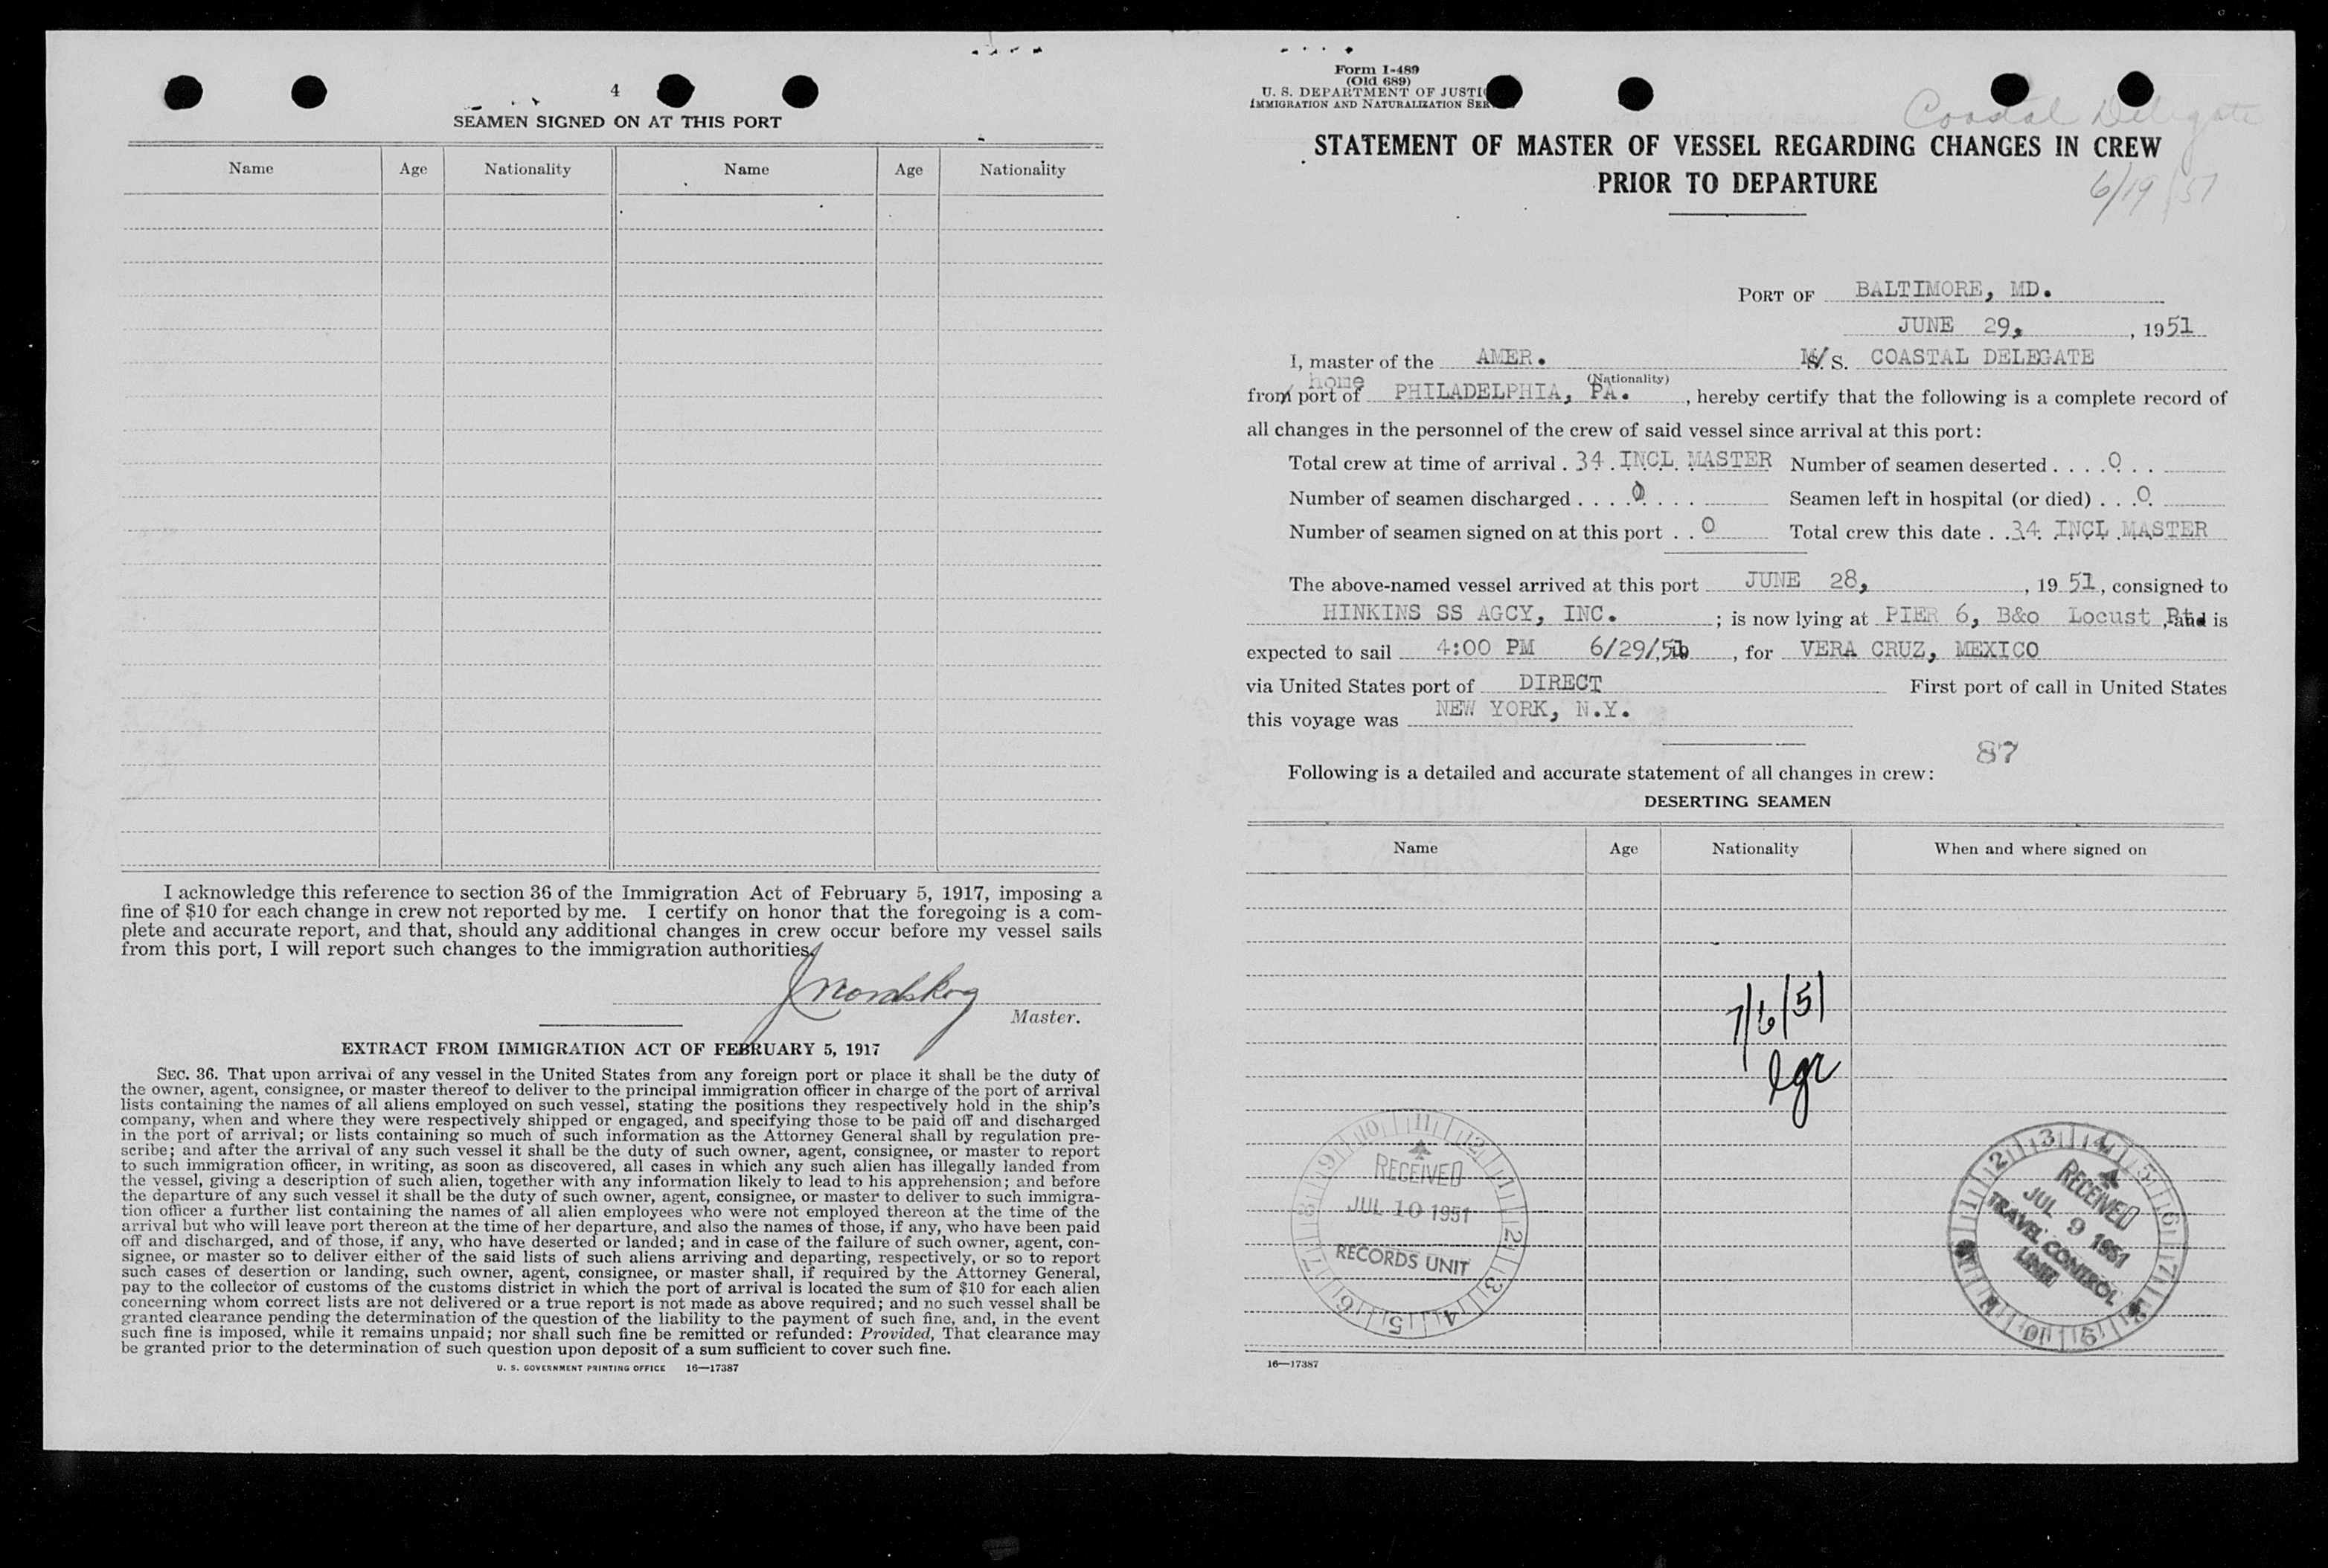 4
SEAMEN SIGNED ON AT THIS PORT
Name Age Nationality Name Age Nationality
I acknowledge this reference to section 36 of the Immigration Act of February 5, 1917, imposing a
fine of $10 for each change in crew not reported by me. I certify on honor that the foregoing is a com-
plete and accurate report, and that, should any additional changes in crew occur before my vessel sails
from this port, I will report such changes to the immigration authorities.
J Nordskog
Master.
EXTRACT FROM IMMIGRATION ACT OF FEBRUARY 5, 1917
SEC. 36. That upon arrival of any vessel in the United States from any foreign port or place it shall be the duty of
the owner, agent, consignee, or master thereof to deliver to the principal immigration officer in charge of the port of arrival
lists containing the names of all aliens employed on such vessel, stating the positions they respectively hold in the ship's
company, when and where they were respectively shipped or engaged, and specifying those to be paid off and discharged
in the port of arrival; or lists containing so much of such information as the Attorney General shall by regulation pre-
scribe; and after the arrival of any such vessel it shall be the duty of such owner, agent, consignee, or master to report
to such immigration officer, in writing, as soon as discovered, all cases in which any such alien has illegally landed from
the vessel, giving a description of such alien, together with any information likely to lead to his apprehension; and before
the departure of any such vessel it shall be the duty of such owner, agent, consignee, or master to deliver to such immigra-
tion officer a further list containing the names of all alien employees who were not employed thereon at the time of the
arrival but who will leave port thereon at the time of her departure, and also the names of those, if any, who have been paid
off and discharged, and of those, if any, who have deserted or landed; and in case of the failure of such owner, agent, con-
signee, or master so to deliver either of the said lists of such aliens arriving and departing, respectively, or so to report
such cases of desertion or landing, such owner, agent, consignee, or master shall, if required by the Attorney General,
pay to the collector of customs of the customs district in which the port of arrival is located the sum of $10 for each alien
concerning whom correct lists are not delivered or a true report is not made as above required; and no such vessel shall be
granted clearance pending the determination of the question of the liability to the payment of such fine, and, in the event
such fine is imposed, while it remains unpaid; nor shall such fine be remitted or refunded: Provided, That clearance may
be granted prior to the determination of such question upon deposit of a sum sufficient to cover such fine.
U. S. GOVERNMENT PRINTING OFFICE 16—17387
Form I-489
(Old 689)
U. S. DEPARTMENT OF JUSTI
IMMIGRATION AND NATURALIZATION SER
Coastal Delegate
6/19/51
STATEMENT OF MASTER OF VESSEL REGARDING CHANGES IN CREW
PRIOR TO DEPARTURE
PORT OF BALTIMORE, MD.
JUNE 29, , 1951
I, master of the AMER. M/S. COASTAL DELEGATE
(Nationality)
from home port of PHILADELPHIA, PA. , hereby certify that the following is a complete record of
all changes in the personnel of the crew of said vessel since arrival at this port:
Total crew at time of arrival . 34 INCL MASTER Number of seamen deserted . . . . 0 . .
Number of seamen discharged . . . . 0 . . . . Seamen left in hospital (or died) . . . 0.
Number of seamen signed on at this port . . 0 Total crew this date . . 34 INCL MASTER
The above-named vessel arrived at this port JUNE 28, , 1951, consigned to
HINKINS SS AGCY, INC. ; is now lying at PIER 6, B&o Locust Pt. , and is
expected to sail 4:00 PM 6/29/51 , for VERA CRUZ, MEXICO
via United States port of DIRECT First port of call in United States
this voyage was NEW YORK, N.Y.
87
Following is a detailed and accurate statement of all changes in crew:
DESERTING SEAMEN
Name Age Nationality When and where signed on
7/6/51
lgr
RECEIVED
JUL 10 1951
RECORDS UNIT
RECEIVED
JUL 9 1951
TRAVEL CONTROL
UNIT
16—17387